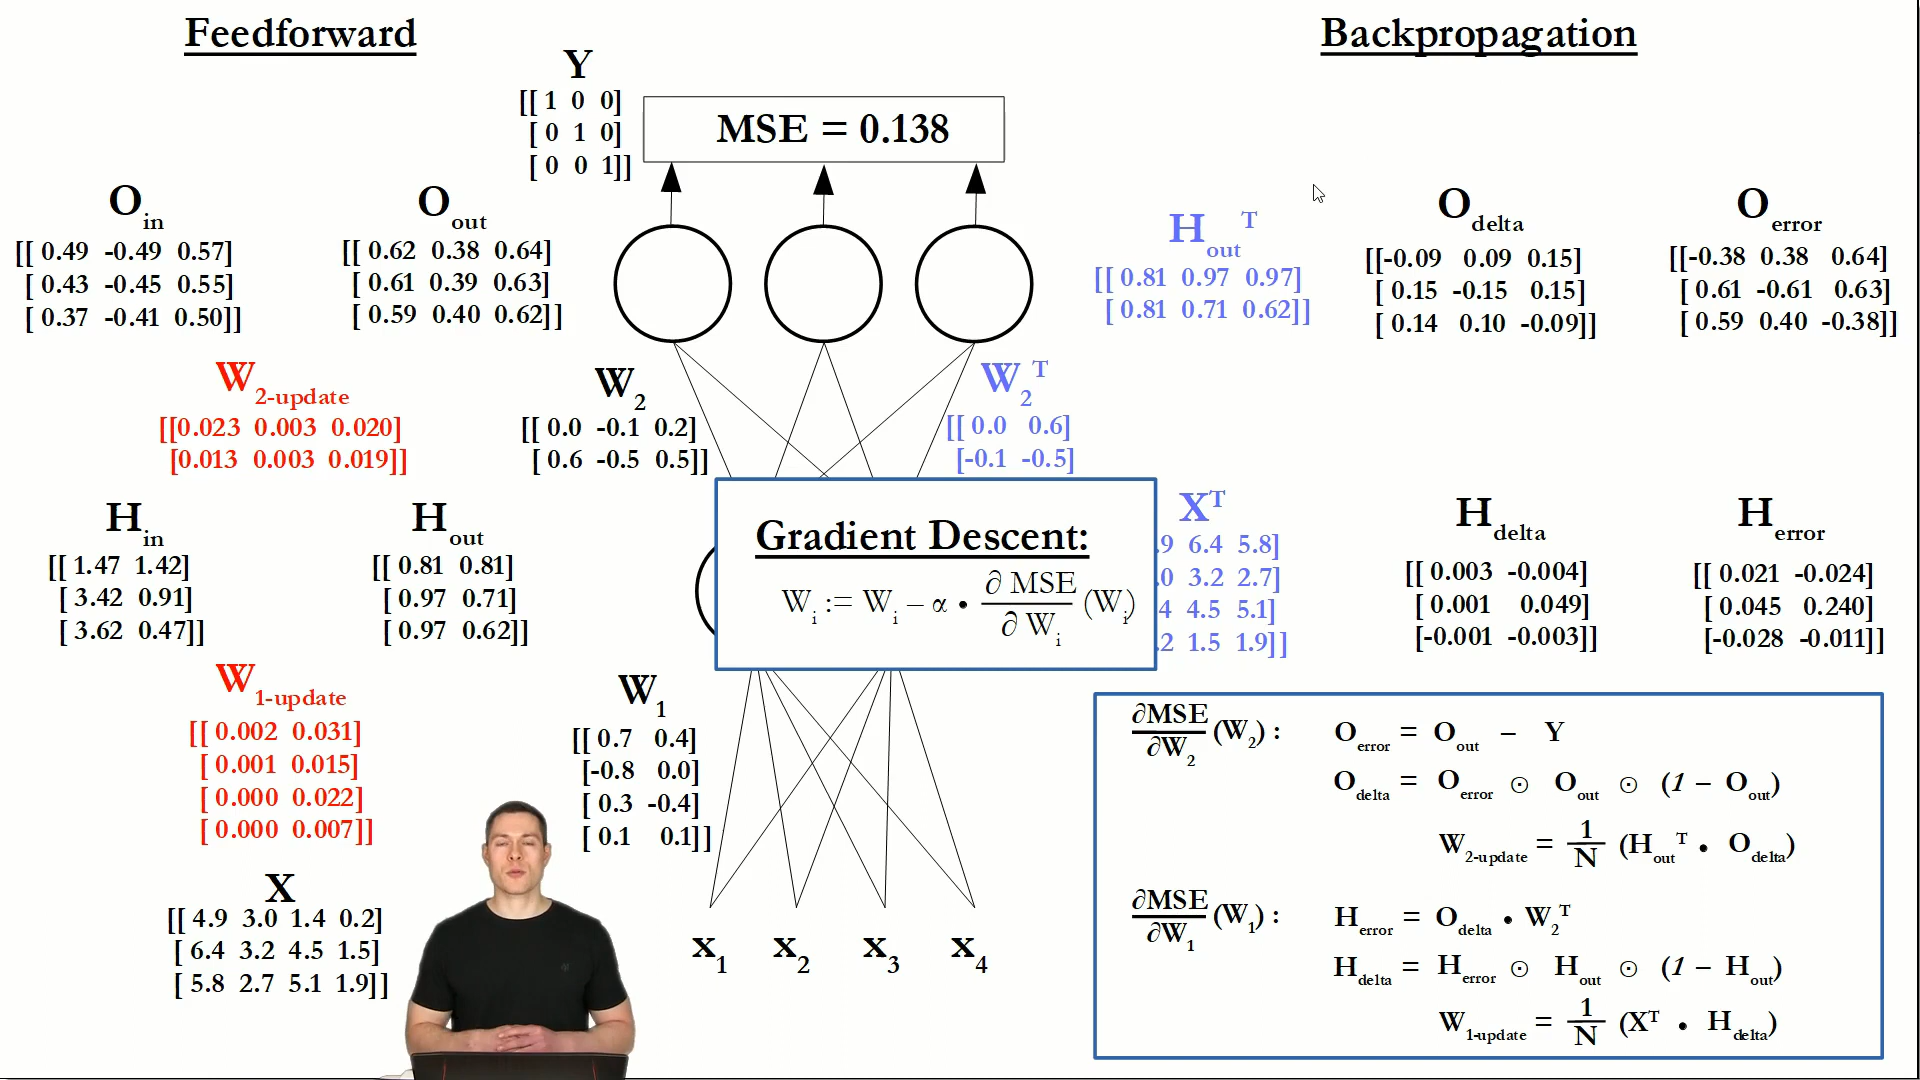 Feedforward
Backpropagation
Y
[[ 1 0 0]
[ 0 1 0]
[ 0 0 1]]
MSE = 0.138
O in
[[ 0.49 -0.49 0.57]
[ 0.43 -0.45 0.55]
[ 0.37 -0.41 0.50]]
O out
[[ 0.62 0.38 0.64]
[ 0.61 0.39 0.63]
[ 0.59 0.40 0.62]]
H out T
[[ 0.81 0.97 0.97]
[ 0.81 0.71 0.62]]
O delta
[[-0.09 0.09 0.15]
[ 0.15 -0.15 0.15]
[ 0.14 0.10 -0.09]]
O error
[[-0.38 0.38 0.64]
[ 0.61 -0.61 0.63]
[ 0.59 0.40 -0.38]]
W 2-update
[[0.023 0.003 0.020]
[0.013 0.003 0.019]]
W 2
[[ 0.0 -0.1 0.2]
[ 0.6 -0.5 0.5]]
W 2 T
[[ 0.0 0.6]
[-0.1 -0.5]
H in
[[ 1.47 1.42]
[ 3.42 0.91]
[ 3.62 0.47]]
H out
[[ 0.81 0.81]
[ 0.97 0.71]
[ 0.97 0.62]]
Gradient Descent:
W i := W i − α • ∂ MSE / ∂ W i (W i)
X T
.9 6.4 5.8]
.0 3.2 2.7]
4 4.5 5.1]
.2 1.5 1.9]]
H delta
[[ 0.003 -0.004]
[ 0.001 0.049]
[-0.001 -0.003]]
H error
[[ 0.021 -0.024]
[ 0.045 0.240]
[-0.028 -0.011]]
W 1-update
[[ 0.002 0.031]
[ 0.001 0.015]
[ 0.000 0.022]
[ 0.000 0.007]]
W 1
[[ 0.7 0.4]
[-0.8 0.0]
[ 0.3 -0.4]
[ 0.1 0.1]]
X
[[ 4.9 3.0 1.4 0.2]
[ 6.4 3.2 4.5 1.5]
[ 5.8 2.7 5.1 1.9]]
x 1 x 2 x 3 x 4
∂MSE / ∂W 2 (W 2) : O error = O out − Y
O delta = O error ⊙ O out ⊙ (1 − O out)
W 2-update = 1 / N (H out T • O delta)
∂MSE / ∂W 1 (W 1) : H error = O delta • W 2 T
H delta = H error ⊙ H out ⊙ (1 − H out)
W 1-update = 1 / N (X T • H delta)